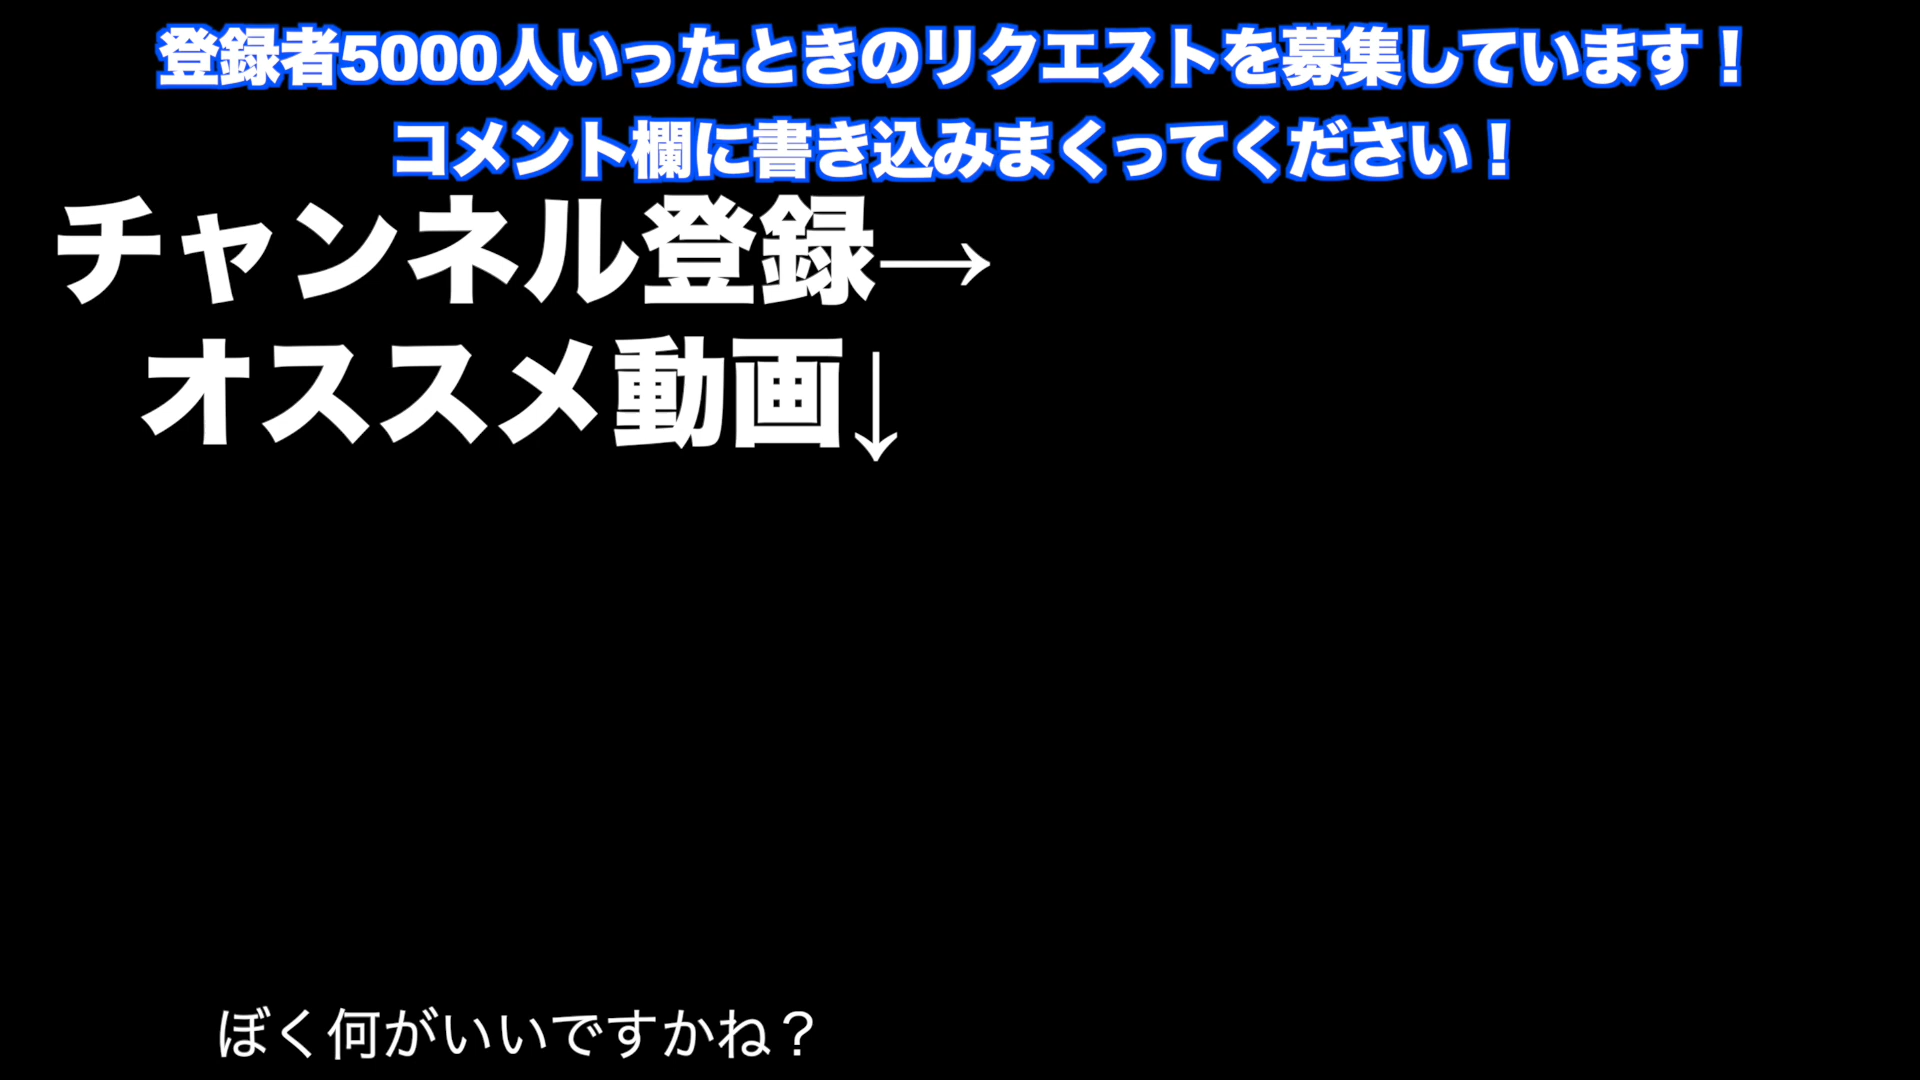 登録者5000人いったときのリクエストを募集しています！
コメント欄に書き込みまくってください！
チャンネル登録→
オススメ動画↓
ぼく何がいいですかね？